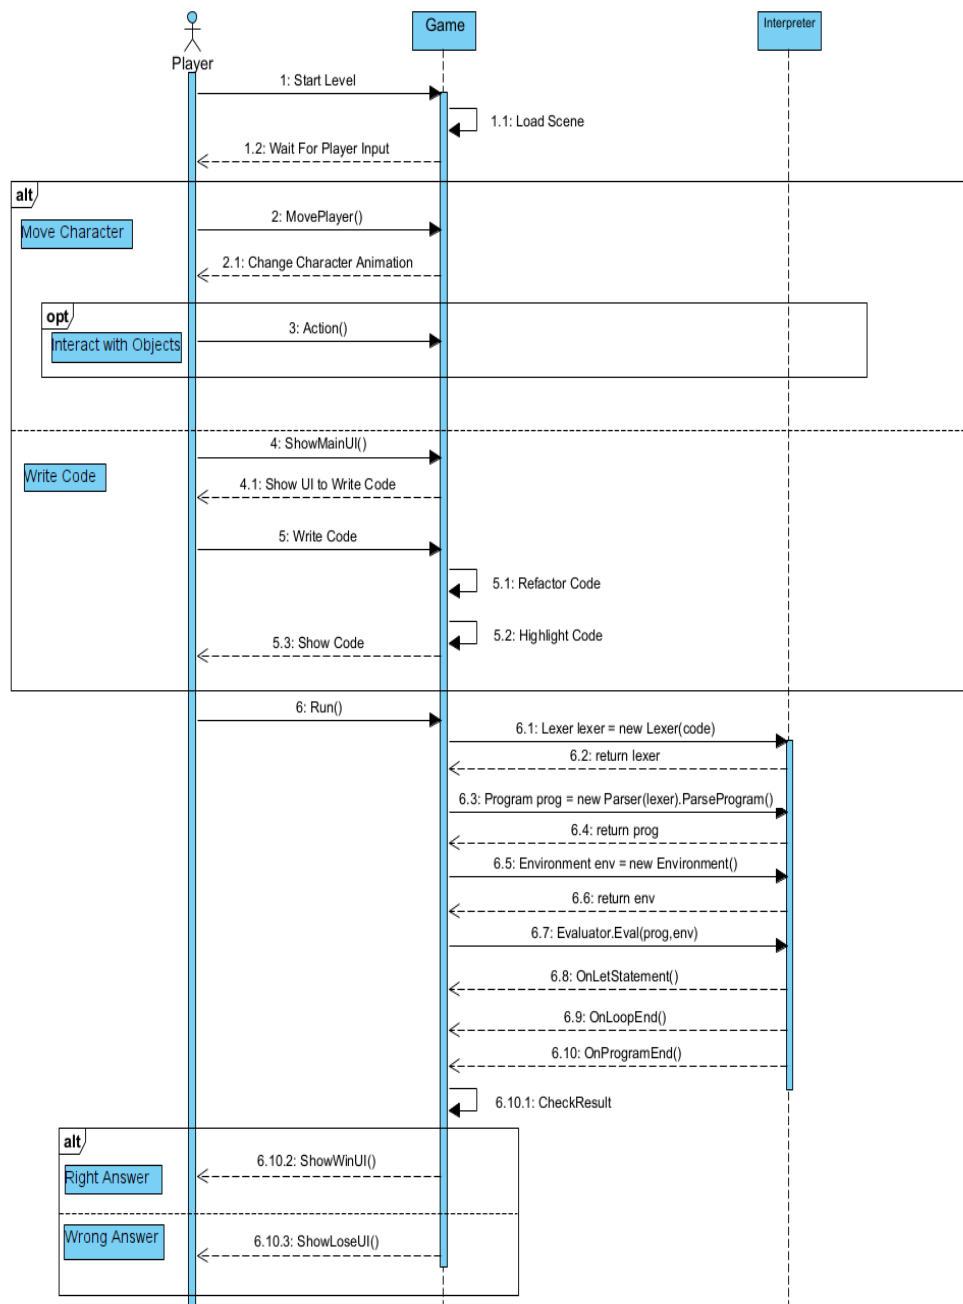 Player
Game
Interpreter
1: Start Level
1.1: Load Scene
1.2: Wait For Player Input
alt
Move Character
2: MovePlayer()
2.1: Change Character Animation
opt
Interact with Objects
3: Action()
4: ShowMainUI()
Write Code
4.1: Show UI to Write Code
5: Write Code
5.1: Refactor Code
5.2: Highlight Code
5.3: Show Code
6: Run()
6.1: Lexer lexer = new Lexer(code)
6.2: return lexer
6.3: Program prog = new Parser(lexer).ParseProgram()
6.4: return prog
6.5: Environment env = new Environment()
6.6: return env
6.7: Evaluator.Eval(prog,env)
6.8: OnLetStatement()
6.9: OnLoopEnd()
6.10: OnProgramEnd()
6.10.1: CheckResult
alt
6.10.2: ShowWinUI()
Right Answer
Wrong Answer
6.10.3: ShowLoseUI()